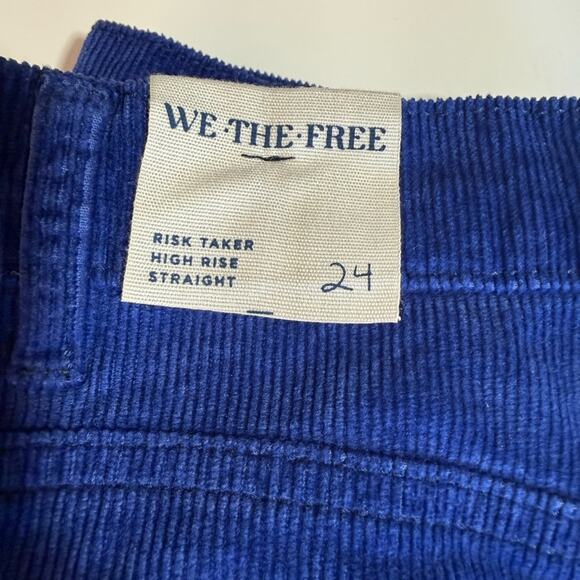 WE·THE·FREE
RISK TAKER
HIGH RISE
STRAIGHT
24